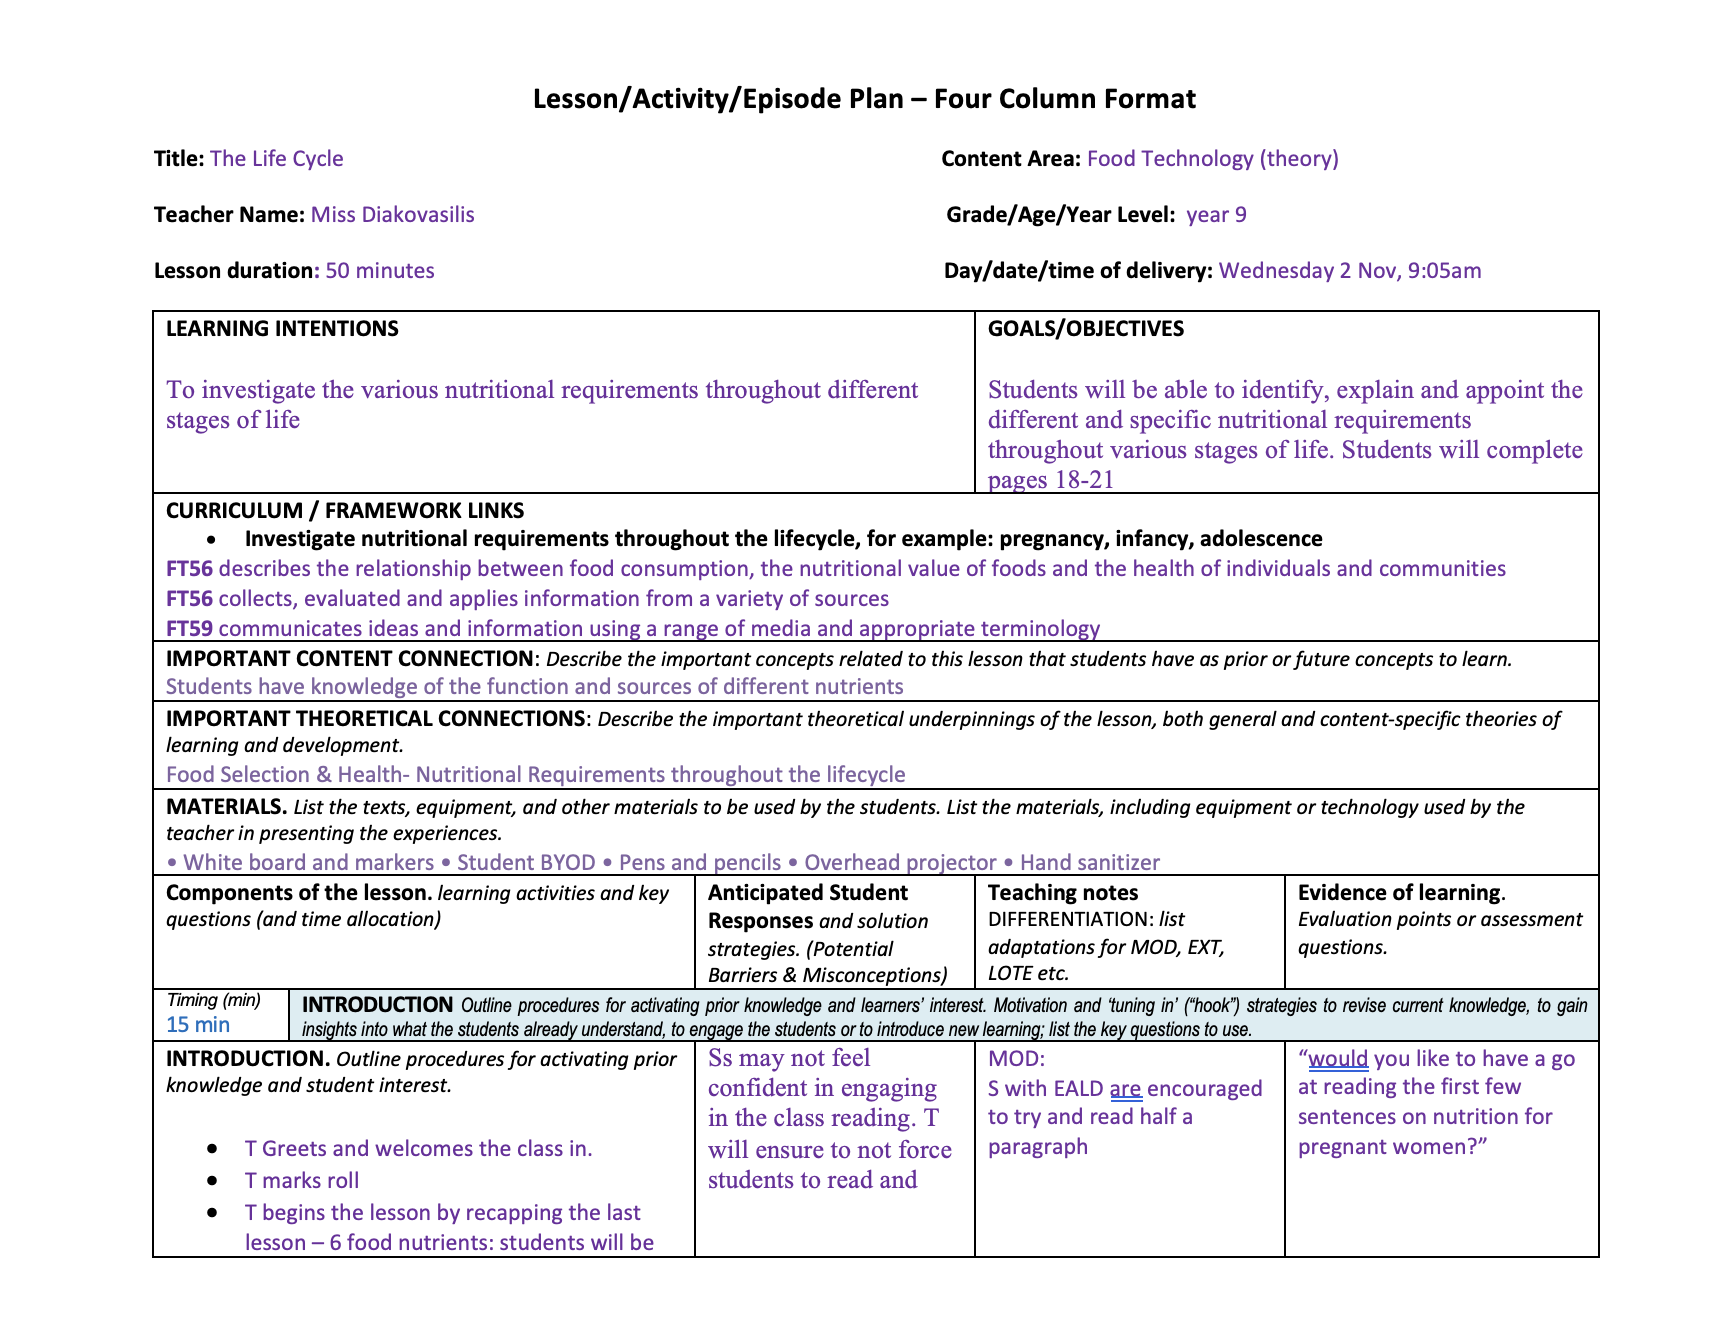 Lesson/Activity/Episode Plan – Four Column Format
Title: The Life Cycle
Content Area: Food Technology (theory)
Teacher Name: Miss Diakovasilis
Grade/Age/Year Level: year 9
Lesson duration: 50 minutes
Day/date/time of delivery: Wednesday 2 Nov, 9:05am
LEARNING INTENTIONS
To investigate the various nutritional requirements throughout different
stages of life
GOALS/OBJECTIVES
Students will be able to identify, explain and appoint the
different and specific nutritional requirements
throughout various stages of life. Students will complete
pages 18-21
CURRICULUM / FRAMEWORK LINKS
• Investigate nutritional requirements throughout the lifecycle, for example: pregnancy, infancy, adolescence
FT56 describes the relationship between food consumption, the nutritional value of foods and the health of individuals and communities
FT56 collects, evaluated and applies information from a variety of sources
FT59 communicates ideas and information using a range of media and appropriate terminology
IMPORTANT CONTENT CONNECTION: Describe the important concepts related to this lesson that students have as prior or future concepts to learn.
Students have knowledge of the function and sources of different nutrients
IMPORTANT THEORETICAL CONNECTIONS: Describe the important theoretical underpinnings of the lesson, both general and content-specific theories of
learning and development.
Food Selection & Health- Nutritional Requirements throughout the lifecycle
MATERIALS. List the texts, equipment, and other materials to be used by the students. List the materials, including equipment or technology used by the
teacher in presenting the experiences.
• White board and markers • Student BYOD • Pens and pencils • Overhead projector • Hand sanitizer
Components of the lesson. learning activities and key
questions (and time allocation)
Anticipated Student
Responses and solution
strategies. (Potential
Barriers & Misconceptions)
Teaching notes
DIFFERENTIATION: list
adaptations for MOD, EXT,
LOTE etc.
Evidence of learning.
Evaluation points or assessment
questions.
Timing (min)
15 min
INTRODUCTION Outline procedures for activating prior knowledge and learners' interest. Motivation and 'tuning in' ("hook") strategies to revise current knowledge, to gain
insights into what the students already understand, to engage the students or to introduce new learning; list the key questions to use.
INTRODUCTION. Outline procedures for activating prior
knowledge and student interest.
• T Greets and welcomes the class in.
• T marks roll
• T begins the lesson by recapping the last
lesson – 6 food nutrients: students will be
Ss may not feel
confident in engaging
in the class reading. T
will ensure to not force
students to read and
MOD:
S with EALD are encouraged
to try and read half a
paragraph
“would you like to have a go
at reading the first few
sentences on nutrition for
pregnant women?”